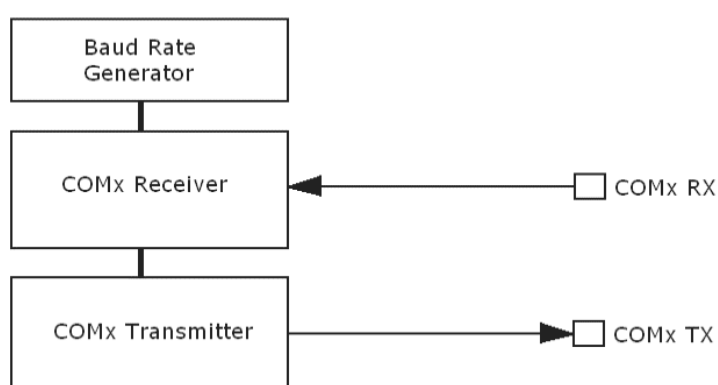 Baud Rate
Generator
COMx Receiver
COMx RX
COMx Transmitter
COMx TX